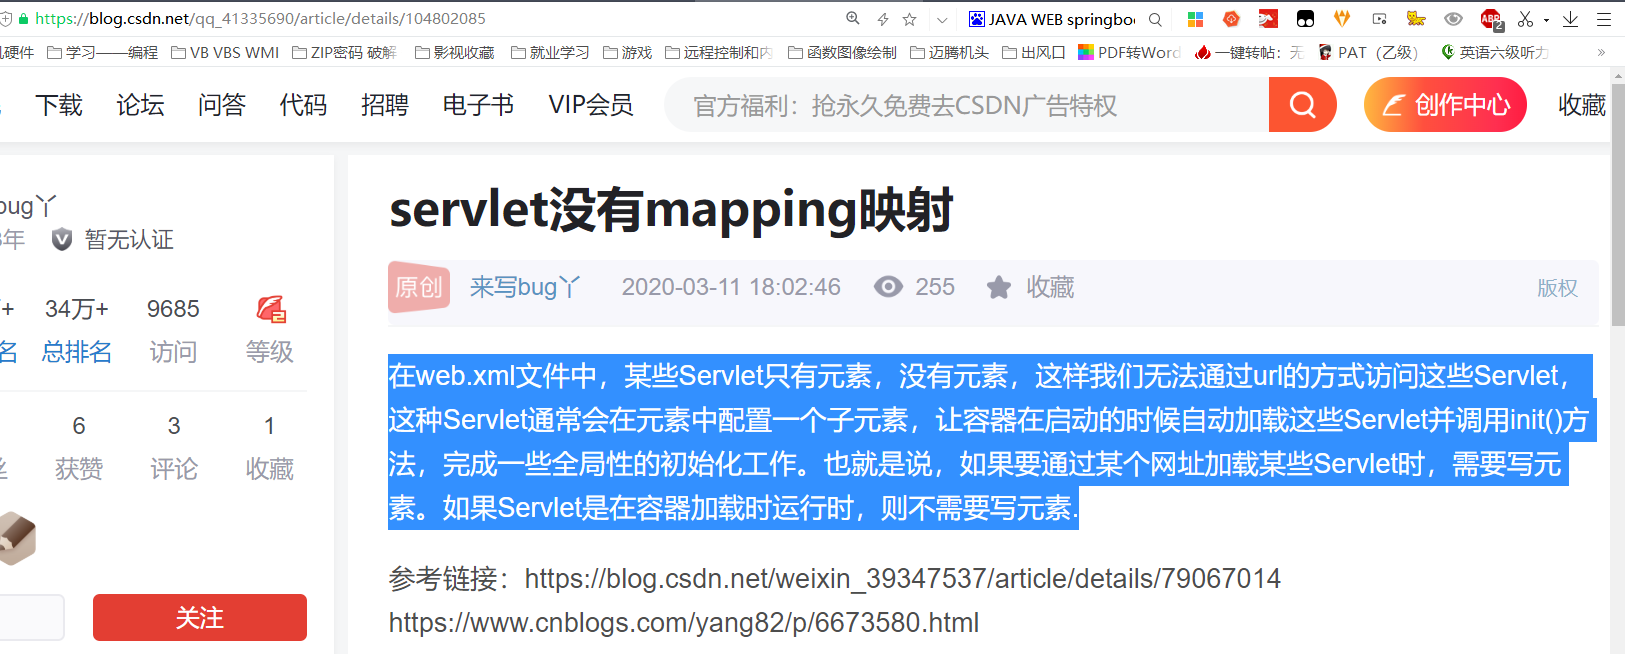 https://blog.csdn.net/qq_41335690/article/details/104802085
JAVA WEB springbo
硬件 学习——编程 VB VBS WMI ZIP密码 破解 影视收藏 就业学习 游戏 远程控制和内 函数图像绘制 迈腾机头 出风口 PDF转Word 一键转帖：无 PAT（乙级） 英语六级听力 »
下载 论坛 问答 代码 招聘 电子书 VIP会员 官方福利：抢永久免费去CSDN广告特权 创作中心 收藏
bug丫
年 暂无认证
+ 34万+ 9685 2
名 总排名 访问 等级
6 3 1
获赞 评论 收藏
关注
servlet没有mapping映射
原创 来写bug丫 2020-03-11 18:02:46 255 收藏 版权
在web.xml文件中，某些Servlet只有元素，没有元素，这样我们无法通过url的方式访问这些Servlet，
这种Servlet通常会在元素中配置一个子元素，让容器在启动的时候自动加载这些Servlet并调用init()方
法，完成一些全局性的初始化工作。也就是说，如果要通过某个网址加载某些Servlet时，需要写元
素。如果Servlet是在容器加载时运行时，则不需要写元素.
参考链接：https://blog.csdn.net/weixin_39347537/article/details/79067014
https://www.cnblogs.com/yang82/p/6673580.html